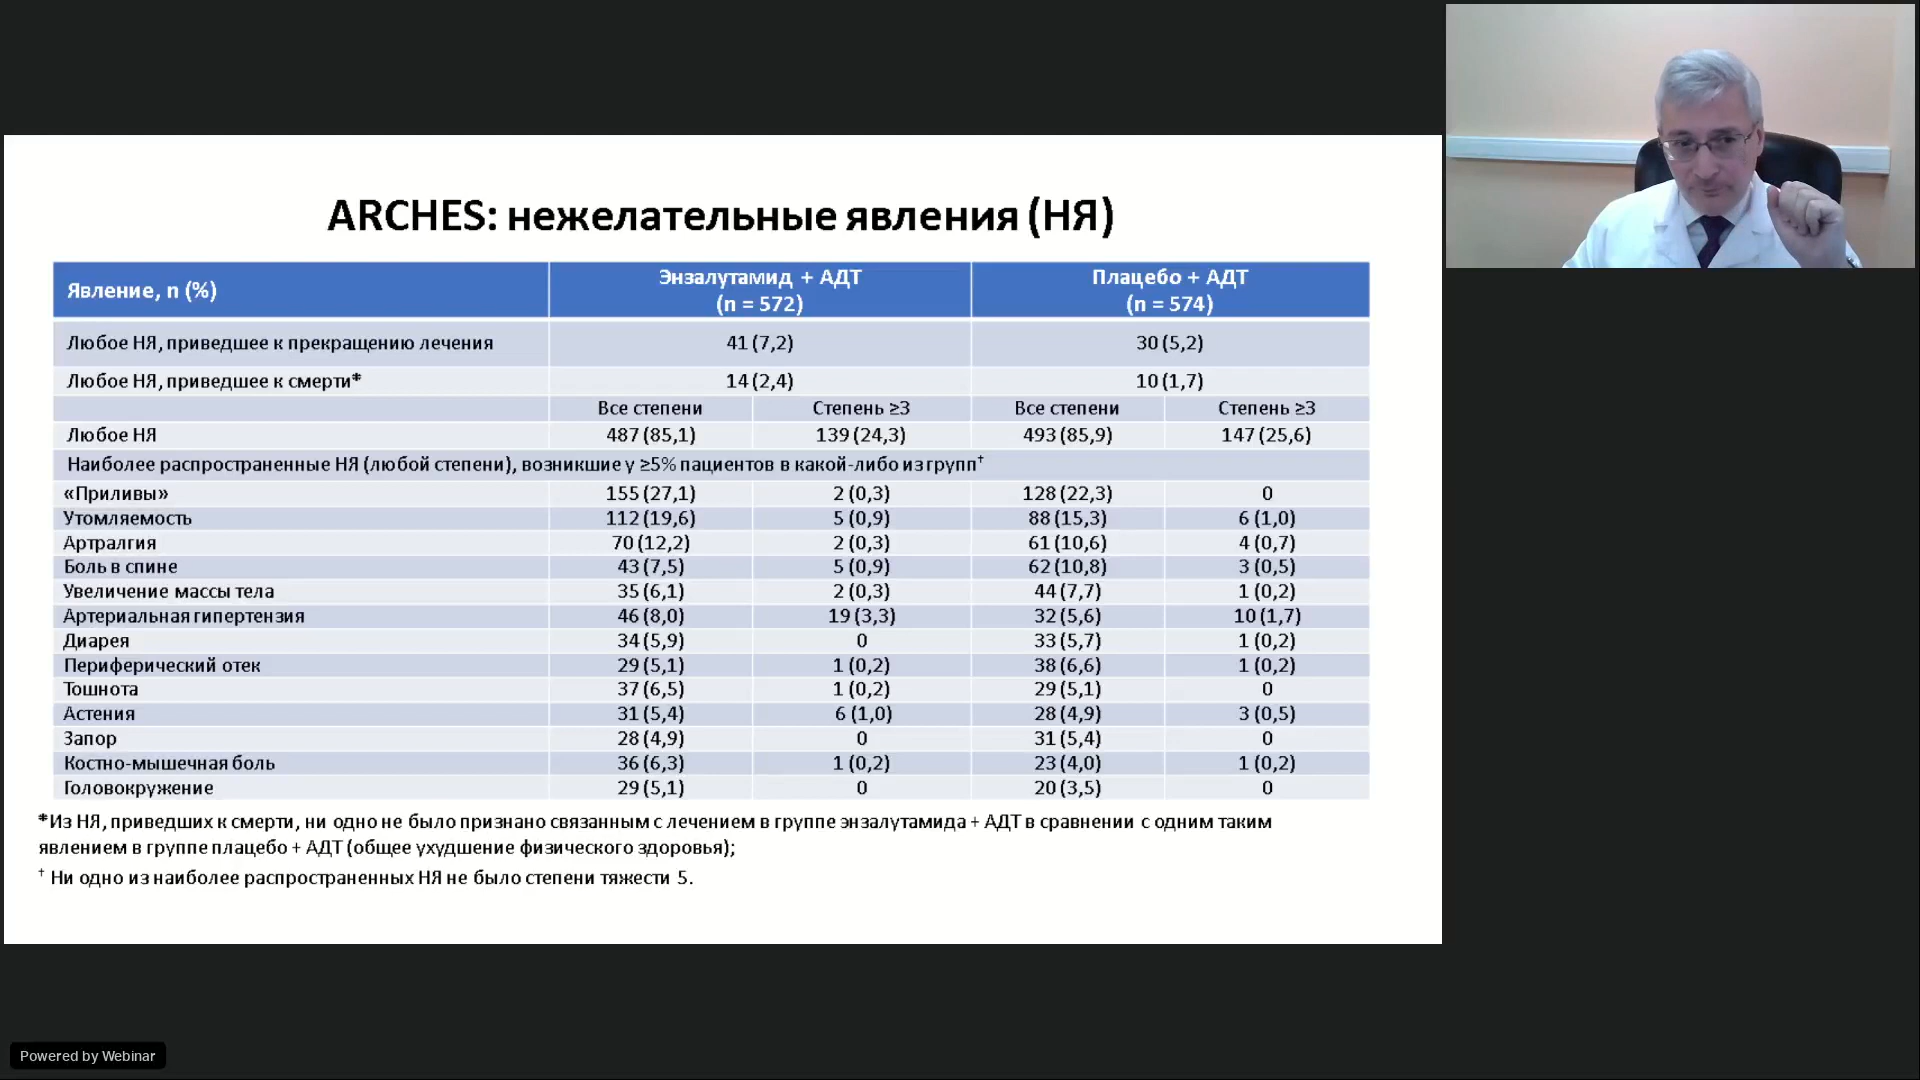 ARCHES: нежелательные явления (НЯ)
Явление, n (%) Энзалутамид + АДТ (n = 572) Плацебо + АДТ (n = 574)
Любое НЯ, приведшее к прекращению лечения 41 (7,2) 30 (5,2)
Любое НЯ, приведшее к смерти* 14 (2,4) 10 (1,7)
Все степени Степень ≥3 Все степени Степень ≥3
Любое НЯ 487 (85,1) 139 (24,3) 493 (85,9) 147 (25,6)
Наиболее распространенные НЯ (любой степени), возникшие у ≥5% пациентов в какой-либо из групп†
«Приливы» 155 (27,1) 2 (0,3) 128 (22,3) 0
Утомляемость 112 (19,6) 5 (0,9) 88 (15,3) 6 (1,0)
Артралгия 70 (12,2) 2 (0,3) 61 (10,6) 4 (0,7)
Боль в спине 43 (7,5) 5 (0,9) 62 (10,8) 3 (0,5)
Увеличение массы тела 35 (6,1) 2 (0,3) 44 (7,7) 1 (0,2)
Артериальная гипертензия 46 (8,0) 19 (3,3) 32 (5,6) 10 (1,7)
Диарея 34 (5,9) 0 33 (5,7) 1 (0,2)
Периферический отек 29 (5,1) 1 (0,2) 38 (6,6) 1 (0,2)
Тошнота 37 (6,5) 1 (0,2) 29 (5,1) 0
Астения 31 (5,4) 6 (1,0) 28 (4,9) 3 (0,5)
Запор 28 (4,9) 0 31 (5,4) 0
Костно-мышечная боль 36 (6,3) 1 (0,2) 23 (4,0) 1 (0,2)
Головокружение 29 (5,1) 0 20 (3,5) 0
*Из НЯ, приведших к смерти, ни одно не было признано связанным с лечением в группе энзалутамида + АДТ в сравнении с одним таким
явлением в группе плацебо + АДТ (общее ухудшение физического здоровья);
† Ни одно из наиболее распространенных НЯ не было степени тяжести 5.
Powered by Webinar